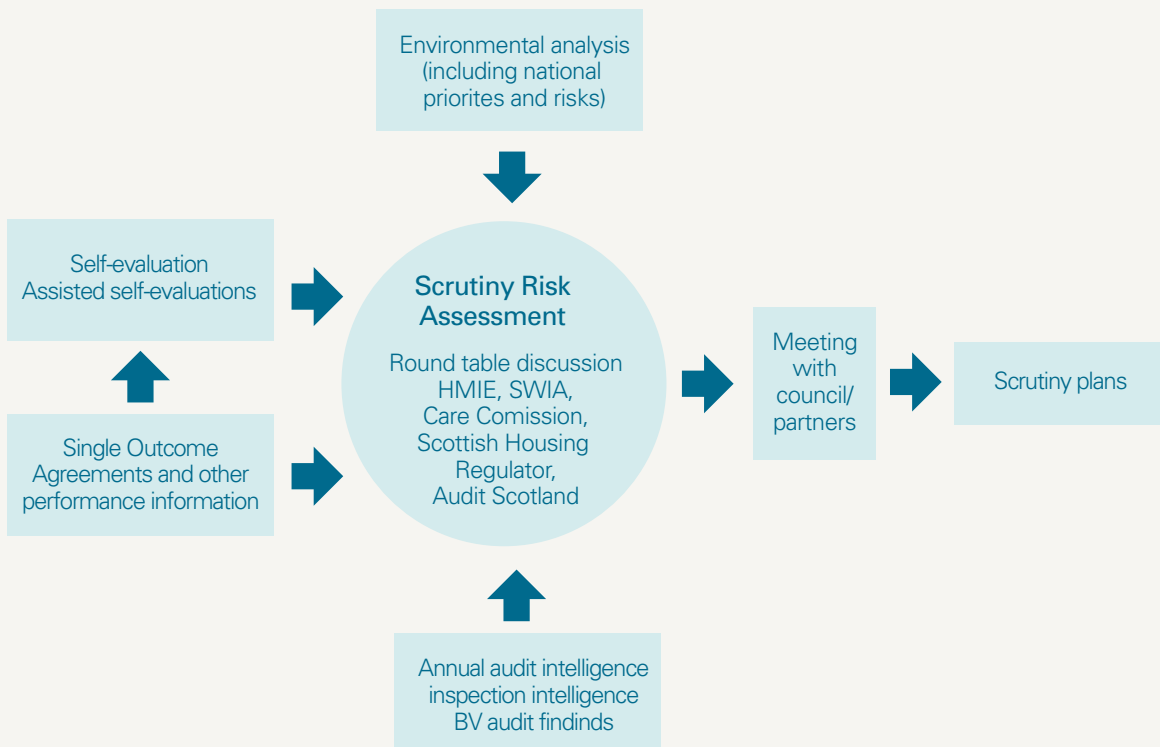 Environmental analysis
(including national
priorites and risks)
Self-evaluation
Assisted self-evaluations
Single Outcome
Agreements and other
performance information
Scrutiny Risk
Assessment
Round table discussion
HMIE, SWIA,
Care Comission,
Scottish Housing
Regulator,
Audit Scotland
Meeting
with
council/
partners
Scrutiny plans
Annual audit intelligence
inspection intelligence
BV audit findinds